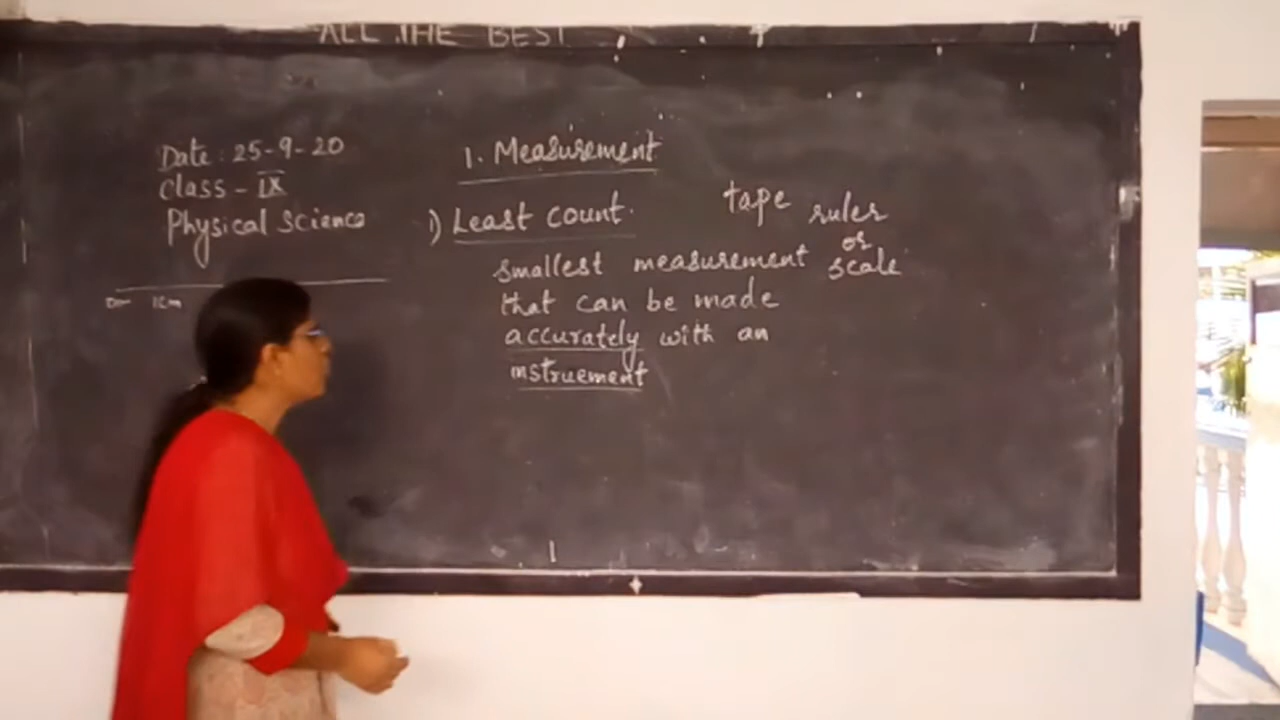 ALL THE BEST
Date : 25-9-20
Class - IX
Physical Science
1. Measurement
i) Least count.
smallest measurement
that can be made
accurately with an
instruement
tape
ruler
or
scale
1cm